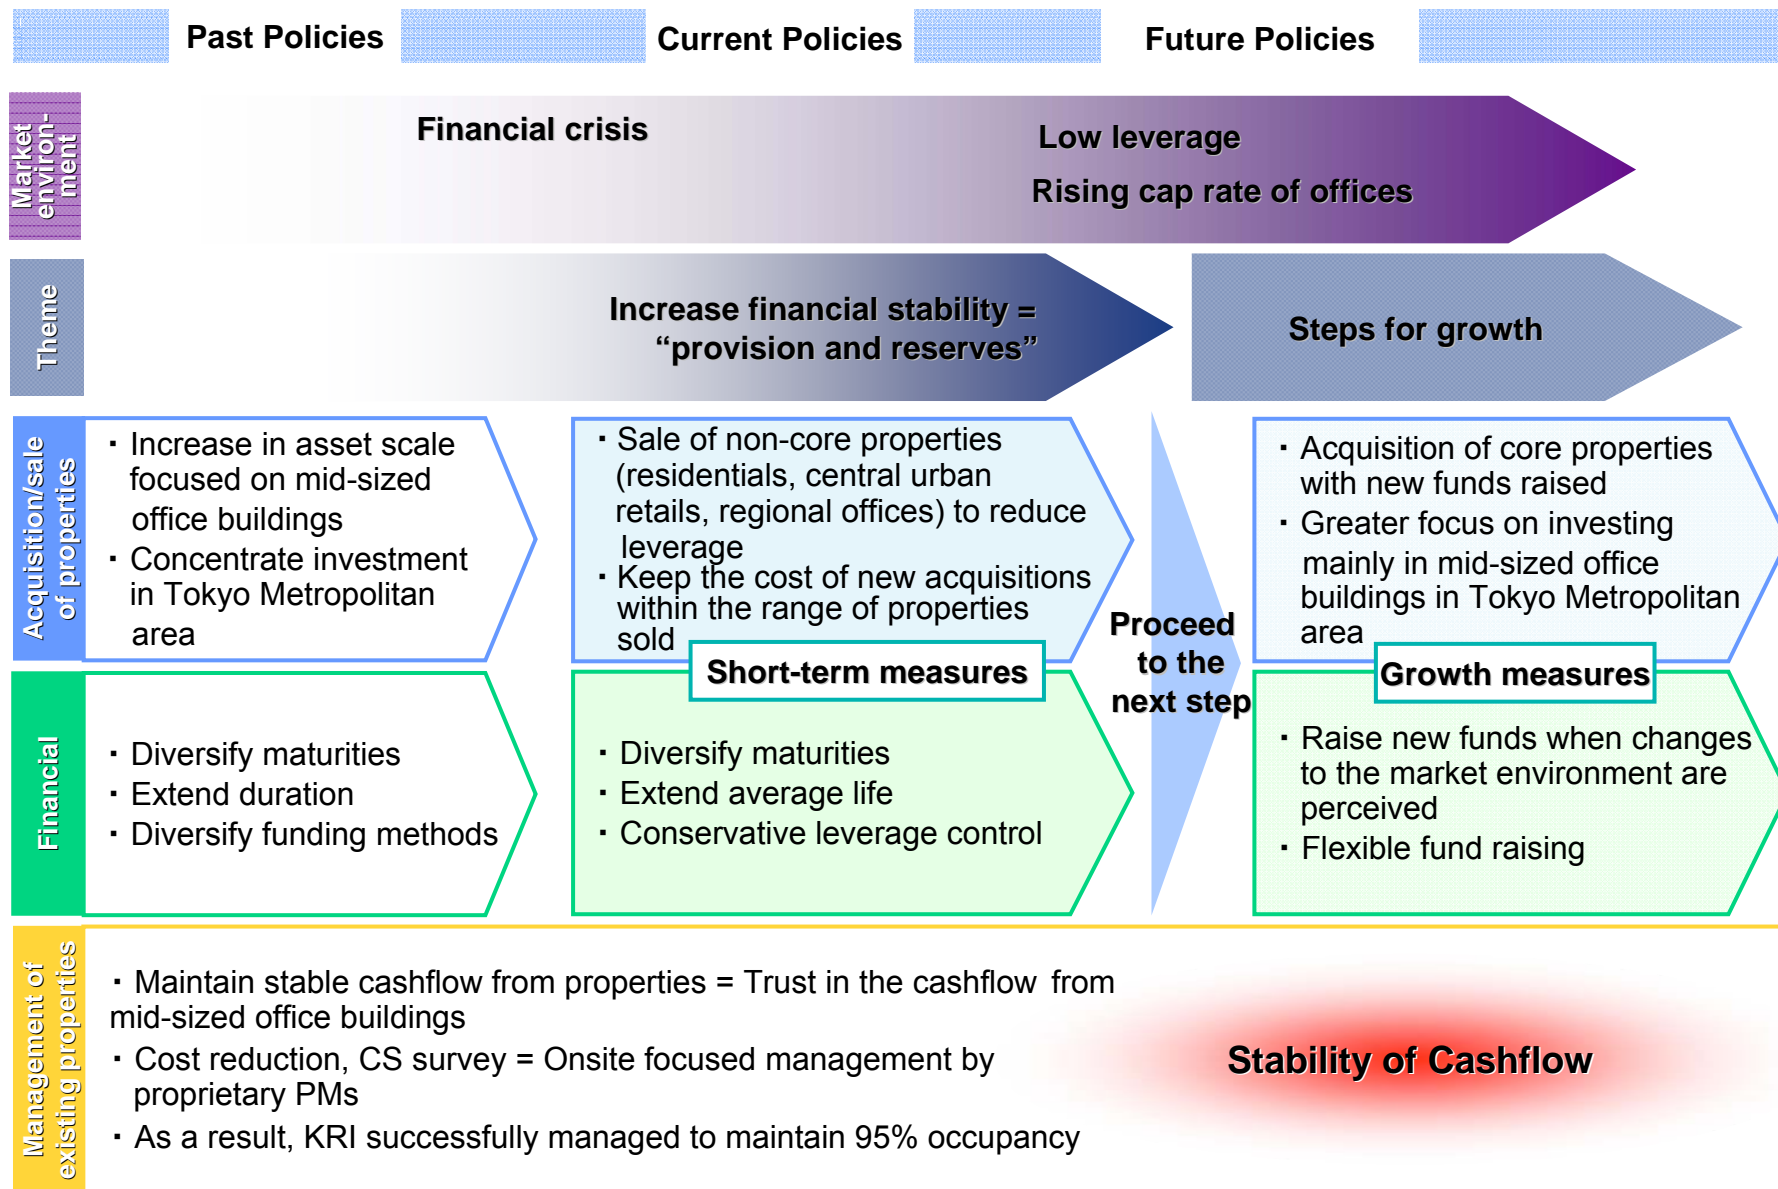 Past Policies
Current Policies
Future Policies
Market
environ-
ment
Financial crisis
Low leverage
Rising cap rate of offices
Theme
Increase financial stability =
“provision and reserves”
Steps for growth
Acquisition/sale
of properties
・Increase in asset scale
focused on mid-sized
office buildings
・Concentrate investment
in Tokyo Metropolitan
area
・Sale of non-core properties
(residentials, central urban
retails, regional offices) to reduce
leverage
・Keep the cost of new acquisitions
within the range of properties
sold
Short-term measures
Proceed
to the
next step
・Acquisition of core properties
with new funds raised
・Greater focus on investing
mainly in mid-sized office
buildings in Tokyo Metropolitan
area
Growth measures
Financial
・Diversify maturities
・Extend duration
・Diversify funding methods
・Diversify maturities
・Extend average life
・Conservative leverage control
・Raise new funds when changes
to the market environment are
perceived
・Flexible fund raising
Management of
existing properties
・Maintain stable cashflow from properties = Trust in the cashflow from
mid-sized office buildings
・Cost reduction, CS survey = Onsite focused management by
proprietary PMs
・As a result, KRI successfully managed to maintain 95% occupancy
Stability of Cashflow